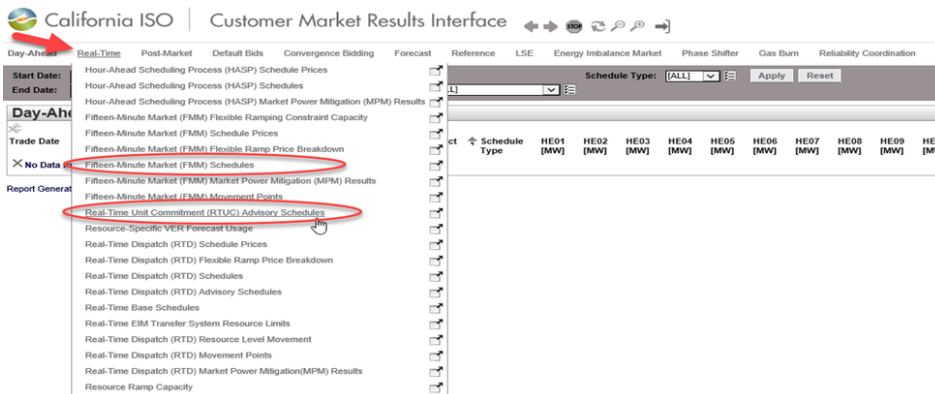 California ISO | Customer Market Results Interface STOP
Day-Ahead Real-Time Post-Market Default Bids Convergence Bidding Forecast Reference LSE Energy Imbalance Market Phase Shifter Gas Burn Reliability Coordination
Start Date: Schedule Type: [ALL] Apply Reset
End Date:
Day-Ahe
Trade Date Schedule Type HE01 [MW] HE02 [MW] HE03 [MW] HE04 [MW] HE05 [MW] HE06 [MW] HE07 [MW] HE08 [MW] HE09 [MW]
No Data
Report Generat
Hour-Ahead Scheduling Process (HASP) Schedule Prices
Hour-Ahead Scheduling Process (HASP) Schedules
Hour-Ahead Scheduling Process (HASP) Market Power Mitigation (MPM) Results
Fifteen-Minute Market (FMM) Flexible Ramping Constraint Capacity
Fifteen-Minute Market (FMM) Schedule Prices
Fifteen-Minute Market (FMM) Flexible Ramp Price Breakdown
Fifteen-Minute Market (FMM) Schedules
Fifteen-Minute Market (FMM) Market Power Mitigation (MPM) Results
Fifteen-Minute Market (FMM) Movement Points
Real-Time Unit Commitment (RTUC) Advisory Schedules
Resource-Specific VER Forecast Usage
Real-Time Dispatch (RTD) Schedule Prices
Real-Time Dispatch (RTD) Flexible Ramp Price Breakdown
Real-Time Dispatch (RTD) Schedules
Real-Time Dispatch (RTD) Advisory Schedules
Real-Time Base Schedules
Real-Time EIM Transfer System Resource Limits
Real-Time Dispatch (RTD) Resource Level Movement
Real-Time Dispatch (RTD) Movement Points
Real-Time Dispatch (RTD) Market Power Mitigation(MPM) Results
Resource Ramp Capacity